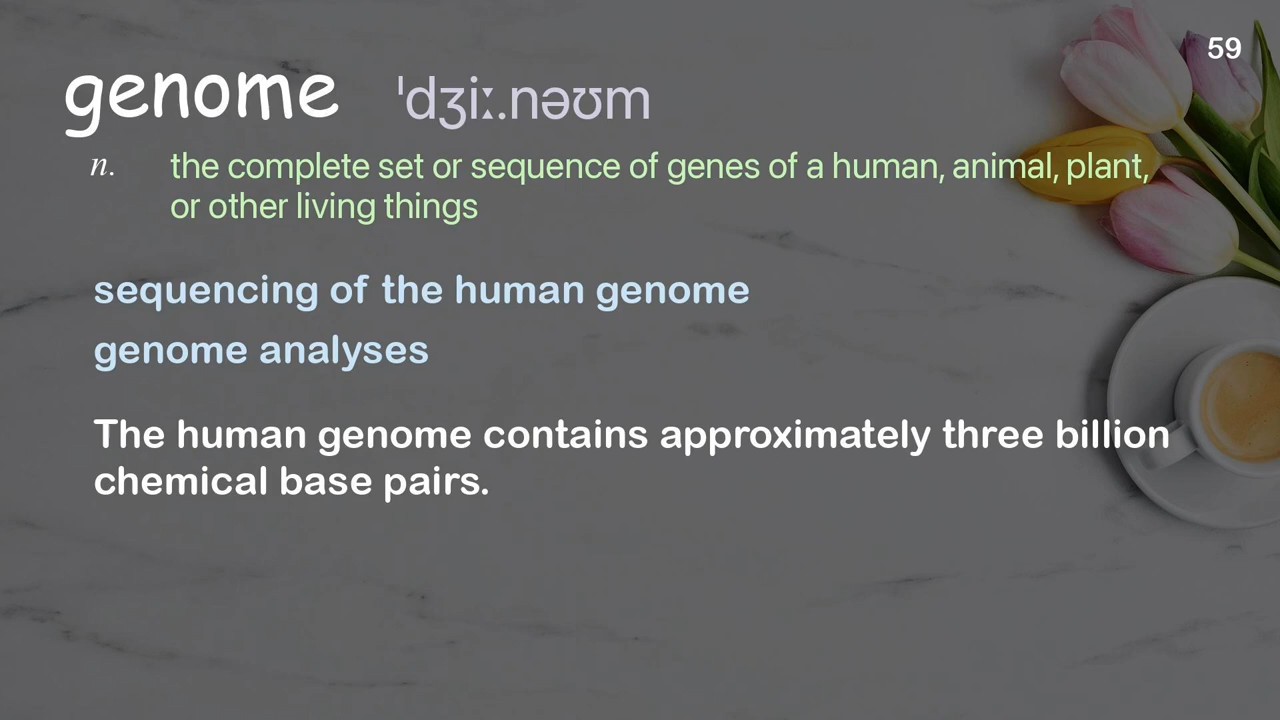 59
genome ˈdʒiː.nəʊm
n. the complete set or sequence of genes of a human, animal, plant,
or other living things
sequencing of the human genome
genome analyses
The human genome contains approximately three billion
chemical base pairs.